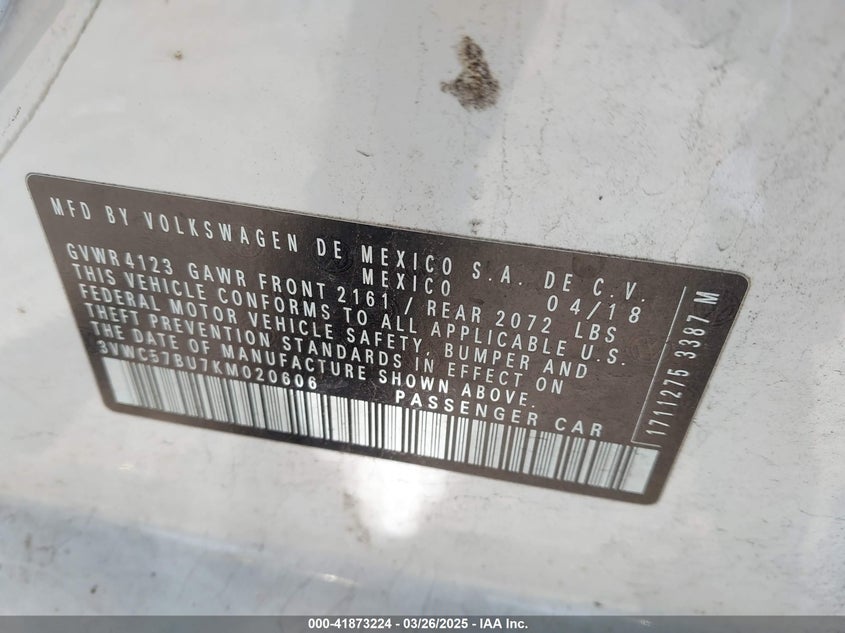 MFD BY VOLKSWAGEN DE MEXICO S.A. DE C.V.
MEXICO 04/18
GVWR 4123 GAWR FRONT 2161 / REAR 2072 LBS
THIS VEHICLE CONFORMS TO ALL APPLICABLE U.S.
FEDERAL MOTOR VEHICLE SAFETY, BUMPER AND
THEFT PREVENTION STANDARDS IN EFFECT ON
THE DATE OF MANUFACTURE SHOWN ABOVE.
3VWC57BU7KM020606
PASSENGER CAR
1711275 3387 M
000-41873224 - 03/26/2025 - IAA Inc.